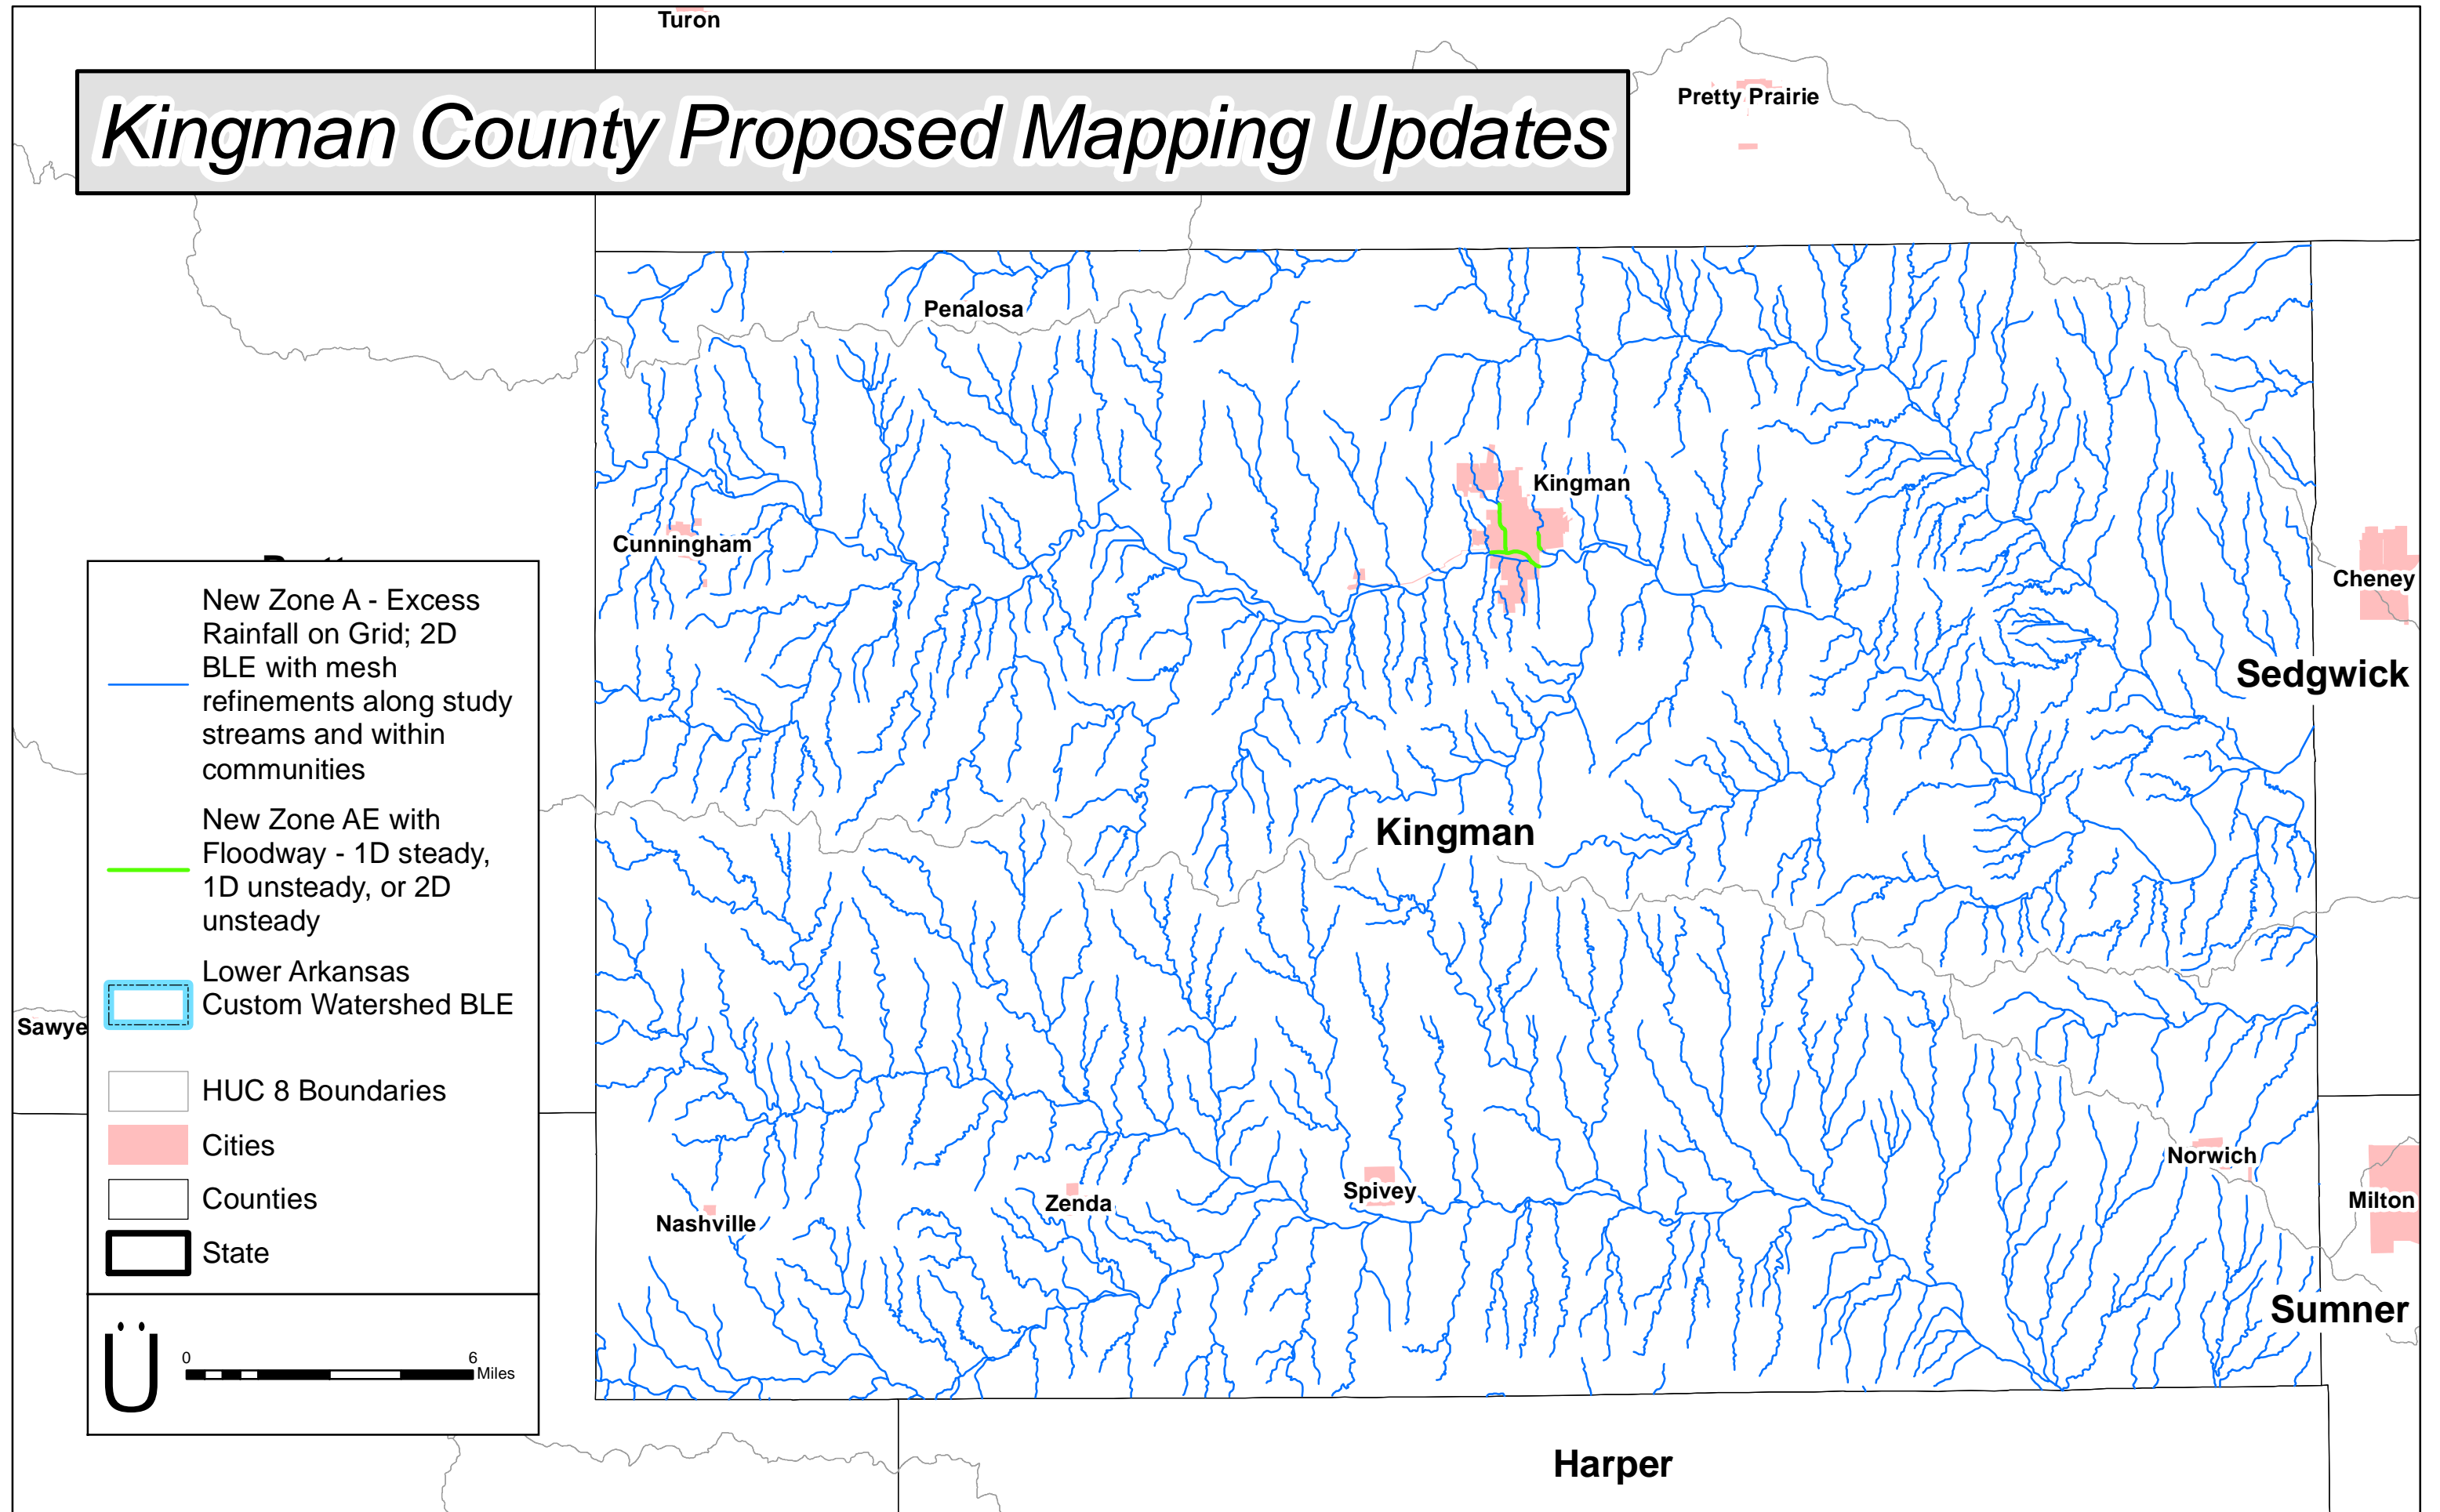 Turon
Pretty Prairie
Kingman County Proposed Mapping Updates
Penalosa
Kingman
Cunningham
Cheney
New Zone A - Excess
Rainfall on Grid; 2D
BLE with mesh
refinements along study
streams and within
communities
Sedgwick
New Zone AE with
Floodway - 1D steady,
1D unsteady, or 2D
unsteady
Kingman
Lower Arkansas
Custom Watershed BLE
Sawye
HUC 8 Boundaries
Cities
Counties
State
Norwich
Spivey
Zenda
Milton
Nashville
Sumner
Ü
0 6
Miles
Harper